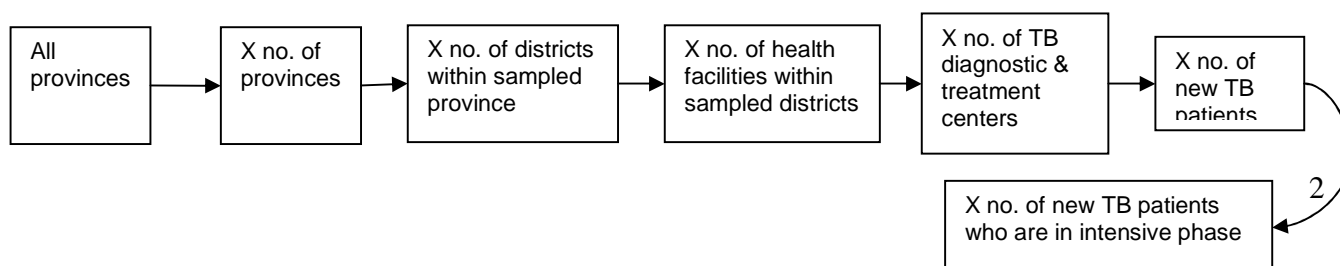 All
provinces
X no. of
provinces
X no. of districts
within sampled
province
X no. of health
facilities within
sampled districts
X no. of TB
diagnostic &
treatment
centers
X no. of
new TB
patients
2
X no. of new TB patients
who are in intensive phase